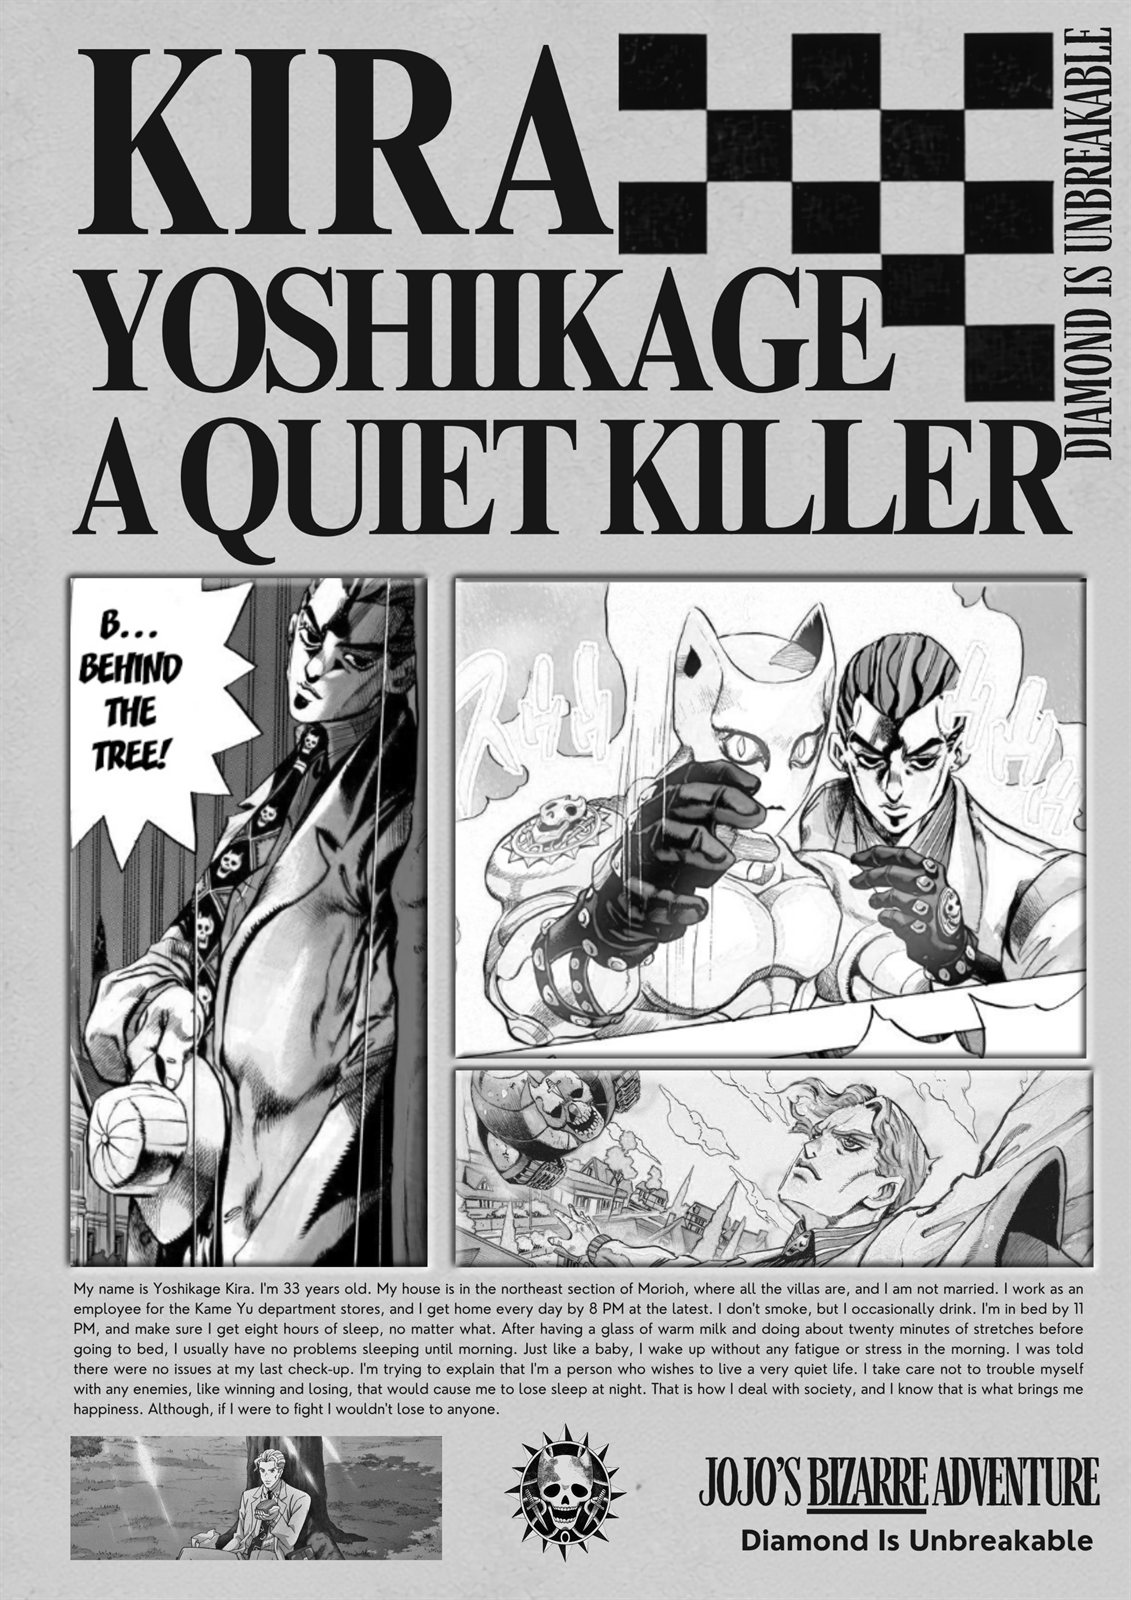 KIRA
DIAMOND IS UNBREAKABLE
YOSHIKAGE
A QUIET KILLER
B...
BEHIND
THE
TREE!
My name is Yoshikage Kira. I'm 33 years old. My house is in the northeast section of Morioh, where all the villas are, and I am not married. I work as an
employee for the Kame Yu department stores, and I get home every day by 8 PM at the latest. I don't smoke, but I occasionally drink. I'm in bed by 11
PM, and make sure I get eight hours of sleep, no matter what. After having a glass of warm milk and doing about twenty minutes of stretches before
going to bed, I usually have no problems sleeping until morning. Just like a baby, I wake up without any fatigue or stress in the morning. I was told
there were no issues at my last check-up. I'm trying to explain that I'm a person who wishes to live a very quiet life. I take care not to trouble myself
with any enemies, like winning and losing, that would cause me to lose sleep at night. That is how I deal with society, and I know that is what brings me
happiness. Although, if I were to fight I wouldn't lose to anyone.
JOJO'S BIZARRE ADVENTURE
Diamond Is Unbreakable